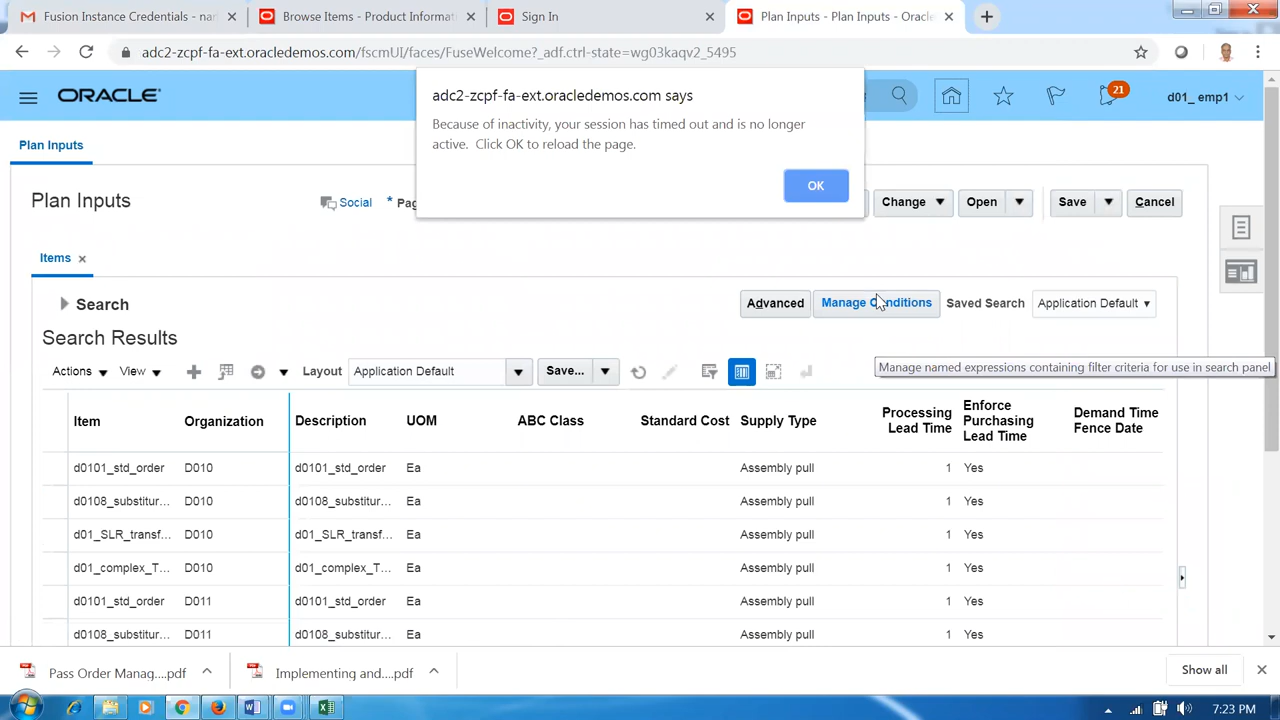 Fusion Instance Credentials - na
Browse Items - Product Informati
Sign In
Plan Inputs - Plan Inputs - Oracle
adc2-zcpf-fa-ext.oracledemos.com/fscmUI/faces/FuseWelcome?_adf.ctrl-state=wg03kaqv2_5495
adc2-zcpf-fa-ext.oracledemos.com says
Because of inactivity, your session has timed out and is no longer
active. Click OK to reload the page.
OK
ORACLE
21
d01_ emp1
Plan Inputs
Plan Inputs
Social
* Pag
Change
Open
Save
Cancel
Items
Search
Advanced
Manage Conditions
Saved Search
Application Default
Search Results
Manage named expressions containing filter criteria for use in search panel
Actions
View
Layout
Application Default
Save...
Item Organization Description UOM ABC Class Standard Cost Supply Type Processing Lead Time Enforce Purchasing Lead Time Demand Time Fence Date
d0101_std_order D010 d0101_std_order Ea Assembly pull 1 Yes
d0108_substitur... D010 d0108_substitur... Ea Assembly pull 1 Yes
d01_SLR_transf... D010 d01_SLR_transf... Ea Assembly pull 1 Yes
d01_complex_T... D010 d01_complex_T... Ea Assembly pull 1 Yes
d0101_std_order D011 d0101_std_order Ea Assembly pull 1 Yes
d0108_substitur... D011 d0108_substitur... Ea Assembly pull 1 Yes
Pass Order Manag....pdf
Implementing and....pdf
Show all
7:23 PM